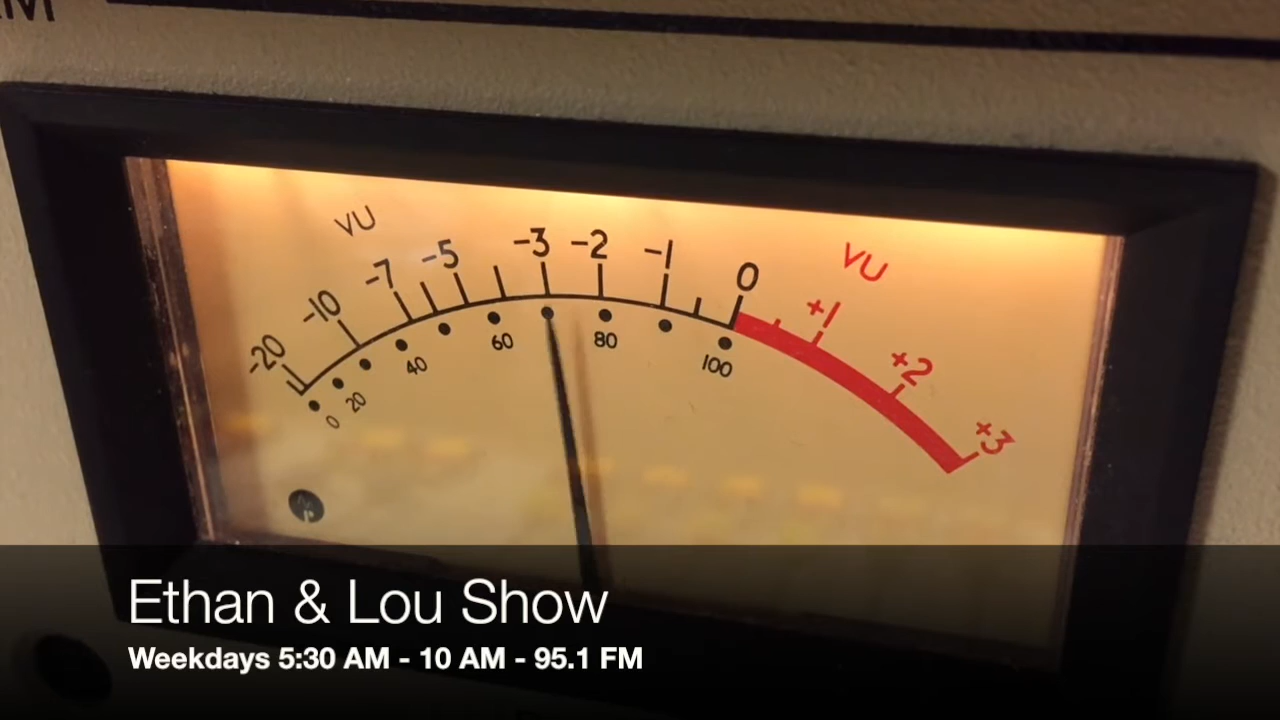 VU
VU
-20 -10 -7 -5 -3 -2 -1 0 +1 +2 +3
0 20 40 60 80 100
Ethan & Lou Show
Weekdays 5:30 AM - 10 AM - 95.1 FM